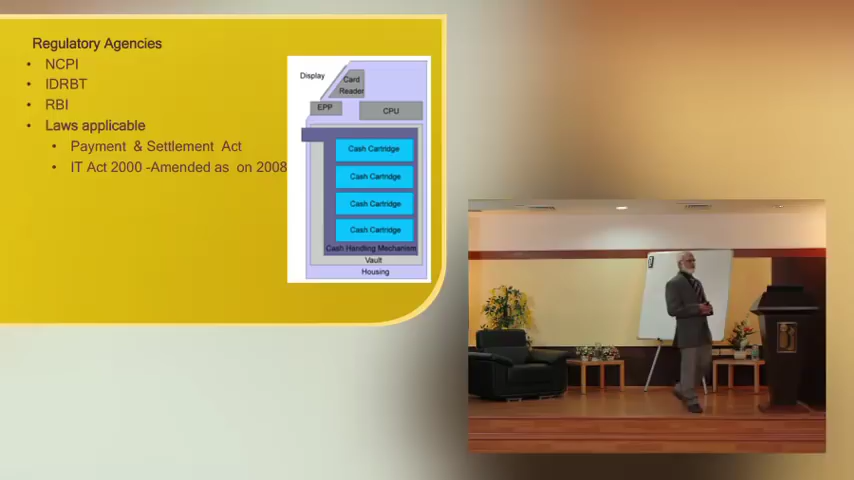 Regulatory Agencies
• NCPI
• IDRBT
• RBI
• Laws applicable
• Payment & Settlement Act
• IT Act 2000 -Amended as on 2008
Display
Card
Reader
EPP
CPU
Cash Cartridge
Cash Cartridge
Cash Cartridge
Cash Cartridge
Cash Handling Mechanism
Vault
Housing